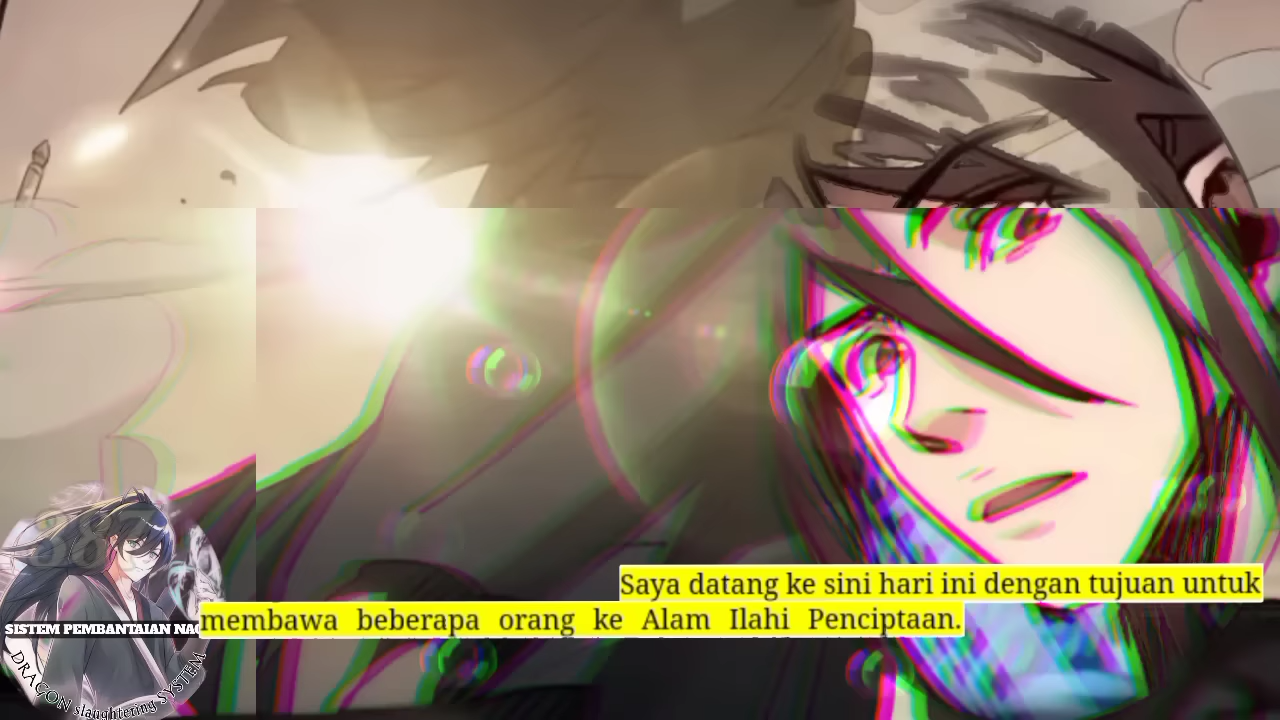 Saya datang ke sini hari ini dengan tujuan untuk
membawa beberapa orang ke Alam Ilahi Penciptaan.
SISTEM PEMBANTAIAN
DRAGON slaughtering SYSTEM